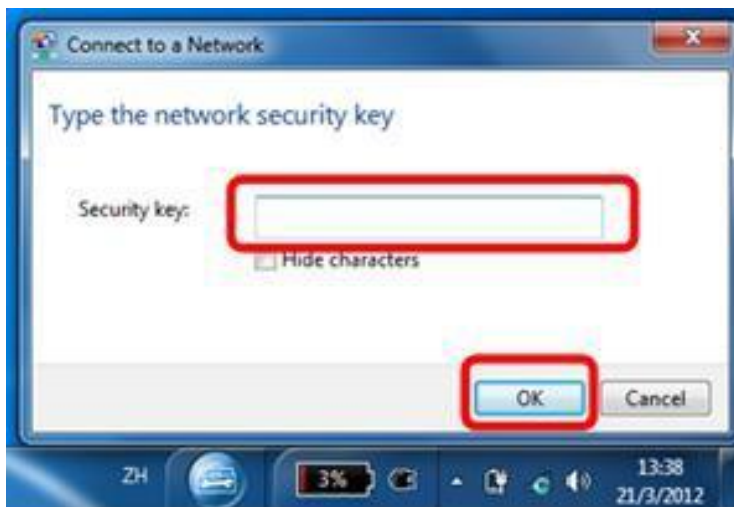 Connect to a Network
Type the network security key
Security key:
Hide characters
OK
Cancel
ZH
3%
13:38
21/3/2012